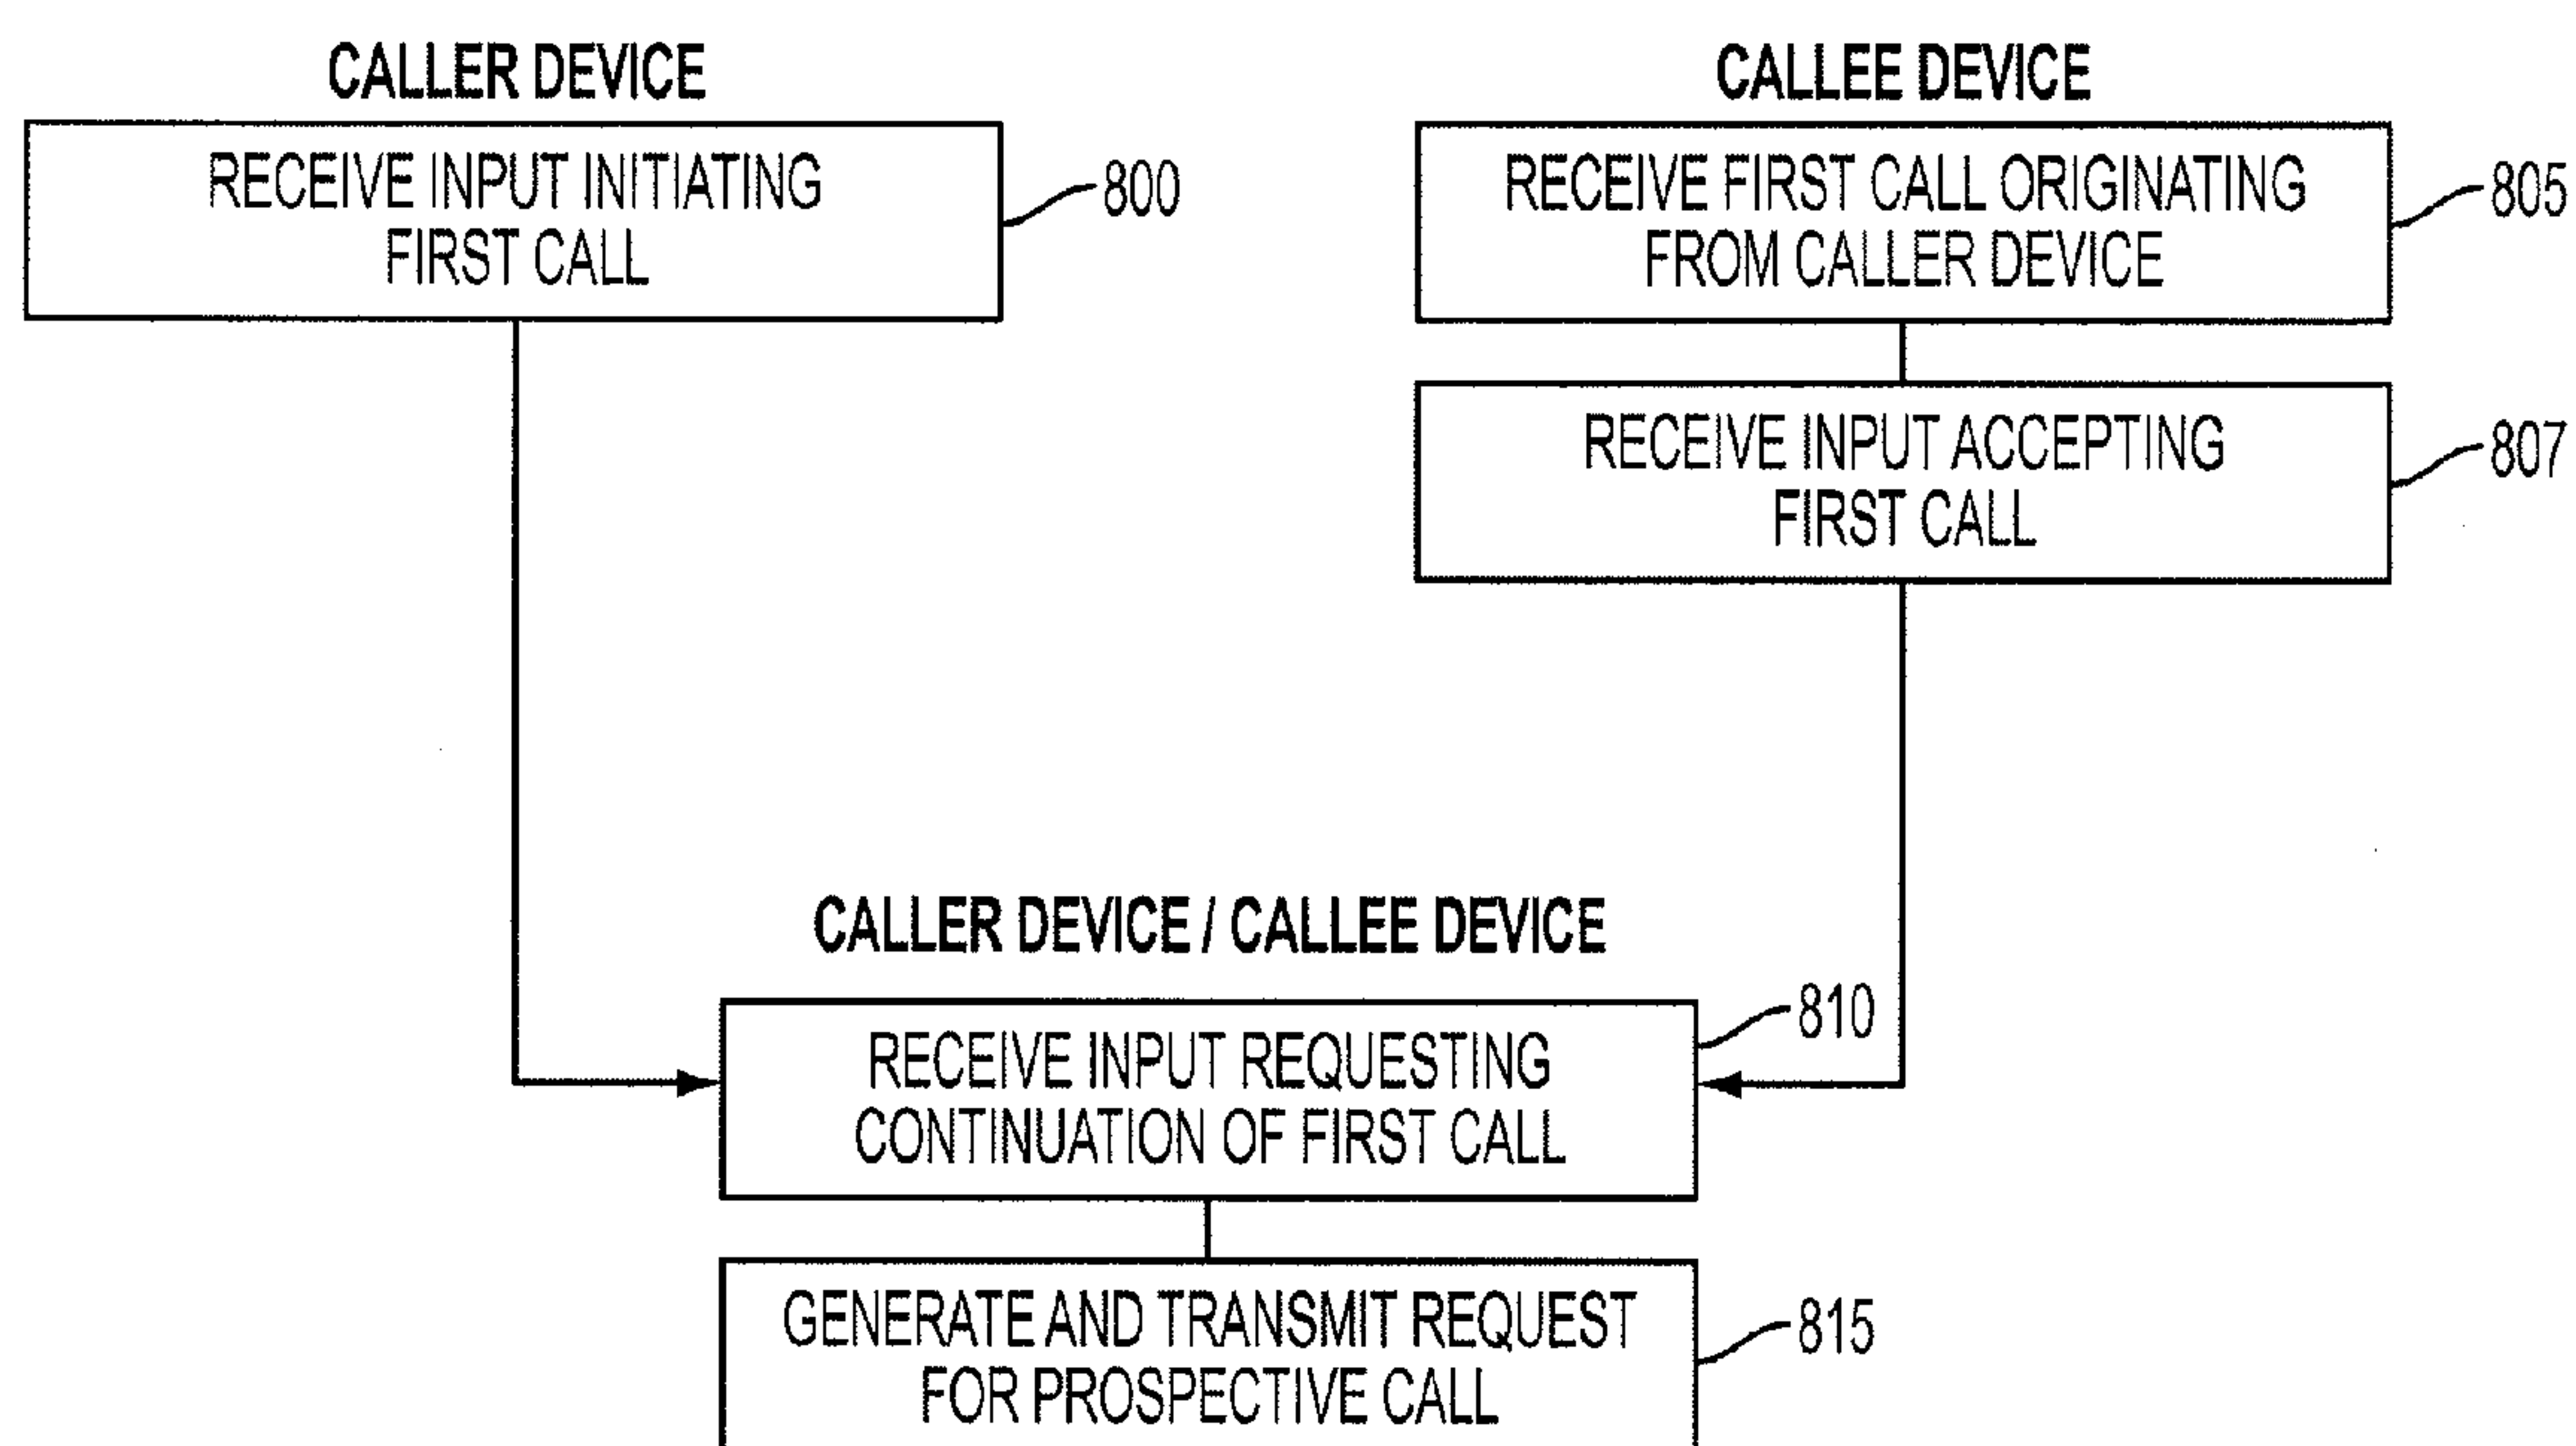 CALLER DEVICE
RECEIVE INPUT INITIATING
FIRST CALL
800
CALLEE DEVICE
RECEIVE FIRST CALL ORIGINATING
FROM CALLER DEVICE
805
RECEIVE INPUT ACCEPTING
FIRST CALL
807
CALLER DEVICE / CALLEE DEVICE
RECEIVE INPUT REQUESTING
CONTINUATION OF FIRST CALL
810
GENERATE AND TRANSMIT REQUEST
FOR PROSPECTIVE CALL
815